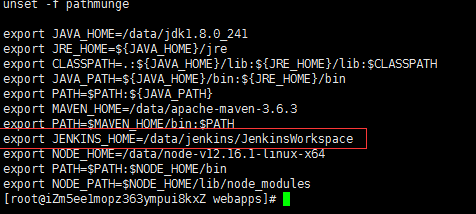 unset -f pathmunge
export JAVA_HOME=/data/jdk1.8.0_241
export JRE_HOME=${JAVA_HOME}/jre
export CLASSPATH=.:${JAVA_HOME}/lib:${JRE_HOME}/lib:$CLASSPATH
export JAVA_PATH=${JAVA_HOME}/bin:${JRE_HOME}/bin
export PATH=$PATH:${JAVA_PATH}
export MAVEN_HOME=/data/apache-maven-3.6.3
export PATH=$MAVEN_HOME/bin:$PATH
export JENKINS_HOME=/data/jenkins/JenkinsWorkspace
export NODE_HOME=/data/node-v12.16.1-linux-x64
export PATH=$PATH:$NODE_HOME/bin
export NODE_PATH=$NODE_HOME/lib/node_modules
[root@iZm5ee1mopz363ympui8kxZ webapps]#